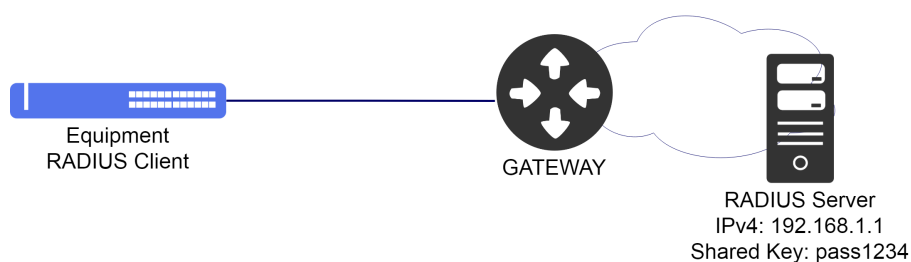 Equipment
RADIUS Client
GATEWAY
RADIUS Server
IPv4: 192.168.1.1
Shared Key: pass1234